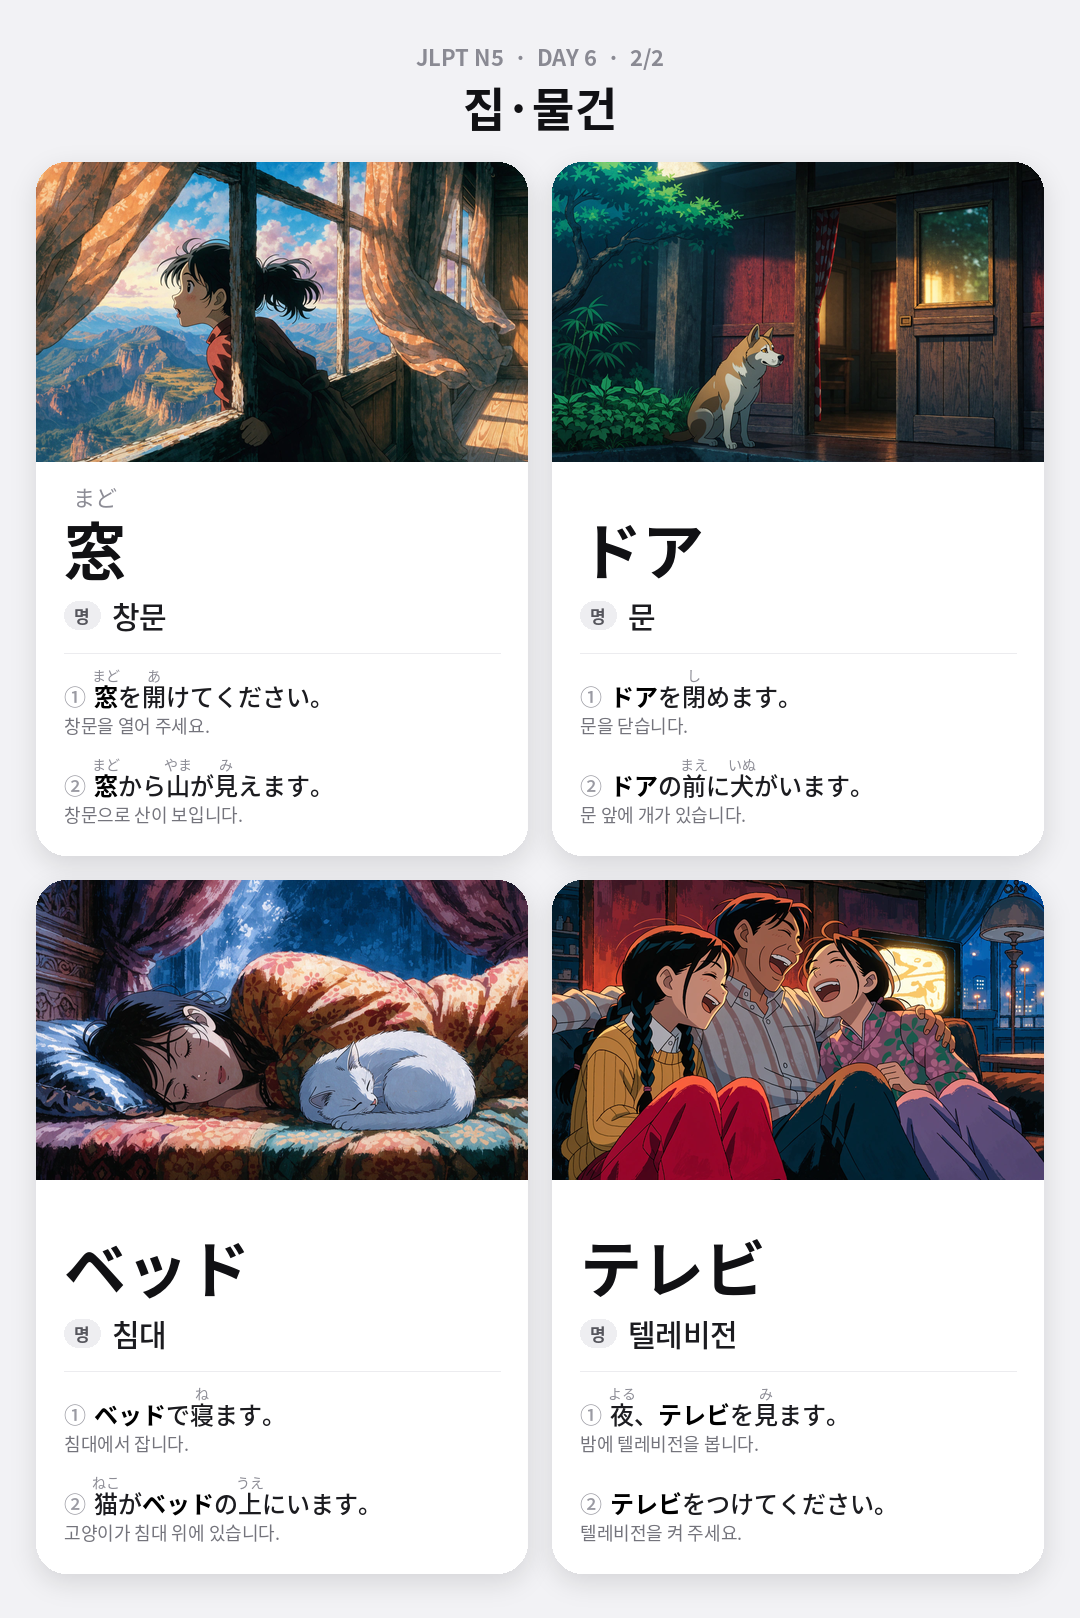 JLPT N5 · DAY 6 · 2/2
집·물건
まど
窓
명 창문
まど あ
① 窓を開けてください。
창문을 열어 주세요.
まど やま み
② 窓から山が見えます。
창문으로 산이 보입니다.
ドア
명 문
し
① ドアを閉めます。
문을 닫습니다.
まえ いぬ
② ドアの前に犬がいます。
문 앞에 개가 있습니다.
ベッド
명 침대
ね
① ベッドで寝ます。
침대에서 잡니다.
ねこ うえ
② 猫がベッドの上にいます。
고양이가 침대 위에 있습니다.
テレビ
명 텔레비전
よる み
① 夜、テレビを見ます。
밤에 텔레비전을 봅니다.
② テレビをつけてください。
텔레비전을 켜 주세요.